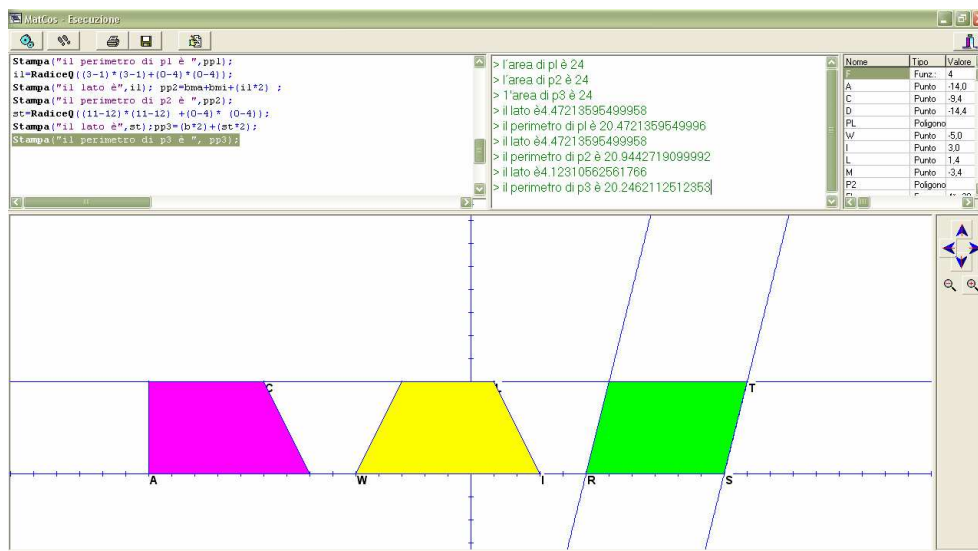 MatCos - Esecuzione
Stampa("il perimetro di p1 è ",pp1);
il=RadiceQ((3-1)*(3-1)+(0-4)*(0-4));
Stampa("il lato è",il); pp2=bma+bmi+(il*2) ;
Stampa("il perimetro di p2 è ",pp2);
st=RadiceQ((11-12)*(11-12) +(0-4)* (0-4));
Stampa("il lato è",st);pp3=(b*2)+(st*2);
Stampa("il perimetro di p3 è ", pp3);
> l'area di p1 è 24
> l'area di p2 è 24
> 1'area di p3 è 24
> il lato è4.47213595499958
> il perimetro di p1 è 20.4721359549996
> il lato è4.47213595499958
> il perimetro di p2 è 20.9442719099992
> il lato è4.12310562561766
> il perimetro di p3 è 20.2462112512353
Nome Tipo Valore
F Funz.: 4
A Punto -14,0
C Punto -9,4
D Punto -14,4
PL Poligono
W Punto -5,0
I Punto 3,0
L Punto 1,4
M Punto -3,4
P2 Poligono
C L T
A W I R S